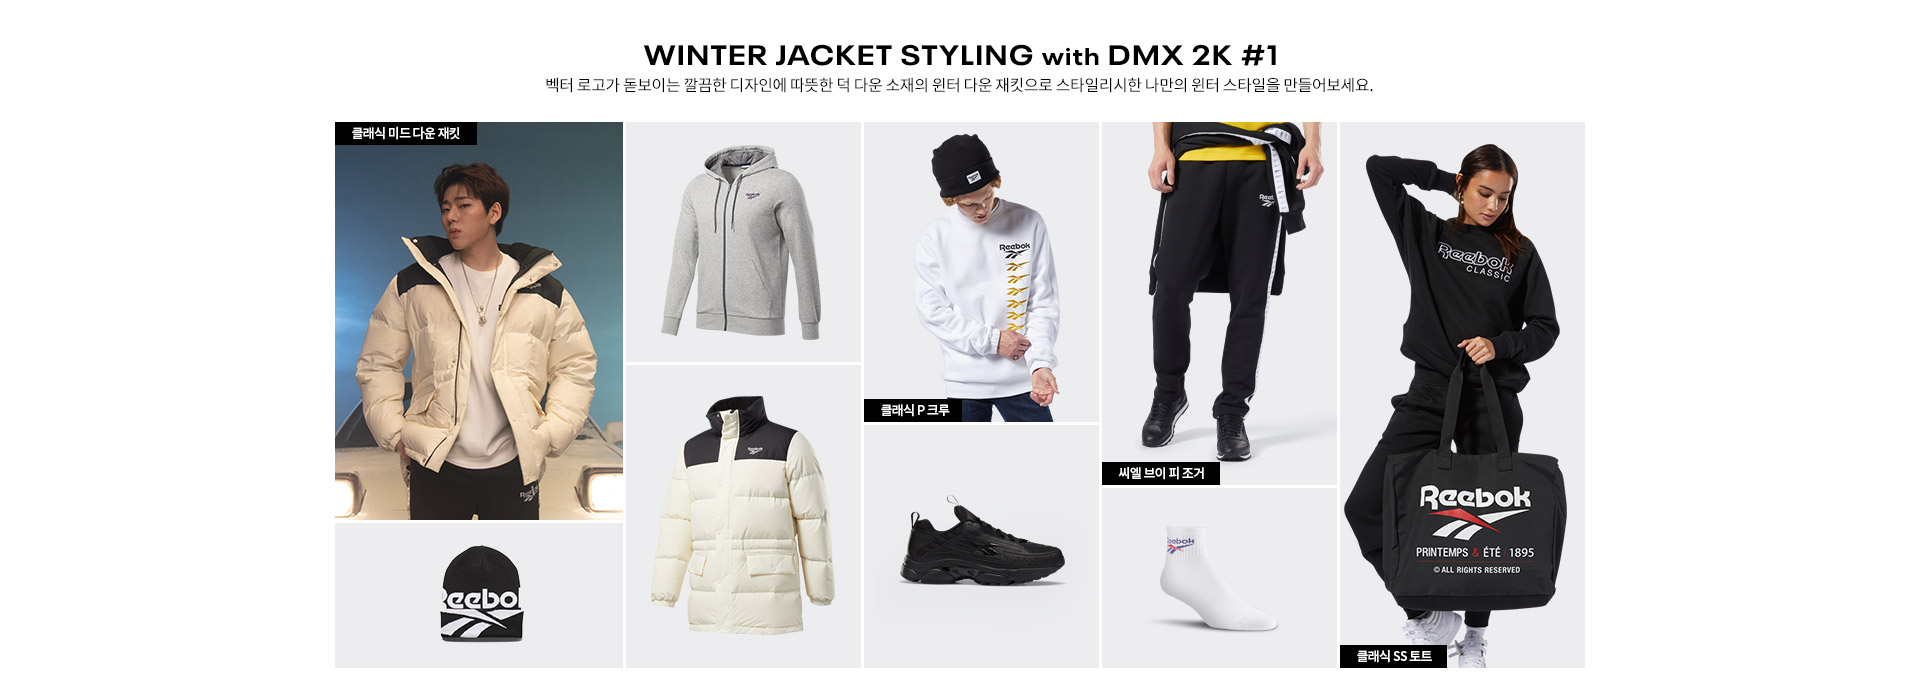 WINTER JACKET STYLING with DMX 2K #1
벡터 로고가 돋보이는 깔끔한 디자인에 따뜻한 덕 다운 소재의 윈터 다운 재킷으로 스타일리시한 나만의 윈터 스타일을 만들어보세요.
클래식 미드 다운 재킷
Reebok
Reebok
클래식 P 크루
Reebok
씨엘 브이 피 조거
Reebok
CLASSIC
Reebok
Reebok
PRINTEMPS & ÉTÉ / 1895
© ALL RIGHTS RESERVED
클래식 SS 토트